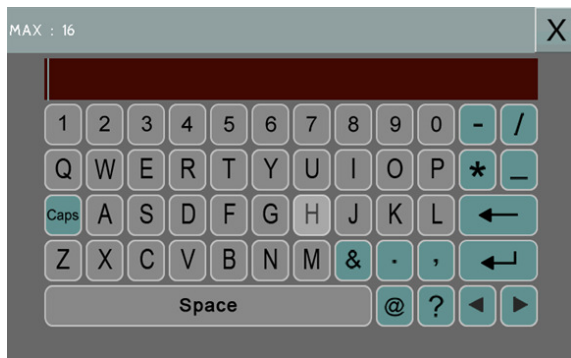 MAX : 16 X
1 2 3 4 5 6 7 8 9 0 - /
Q W E R T Y U I O P * _
Caps A S D F G H J K L ←
Z X C V B N M & . , ↵
Space @ ? ◀ ▶